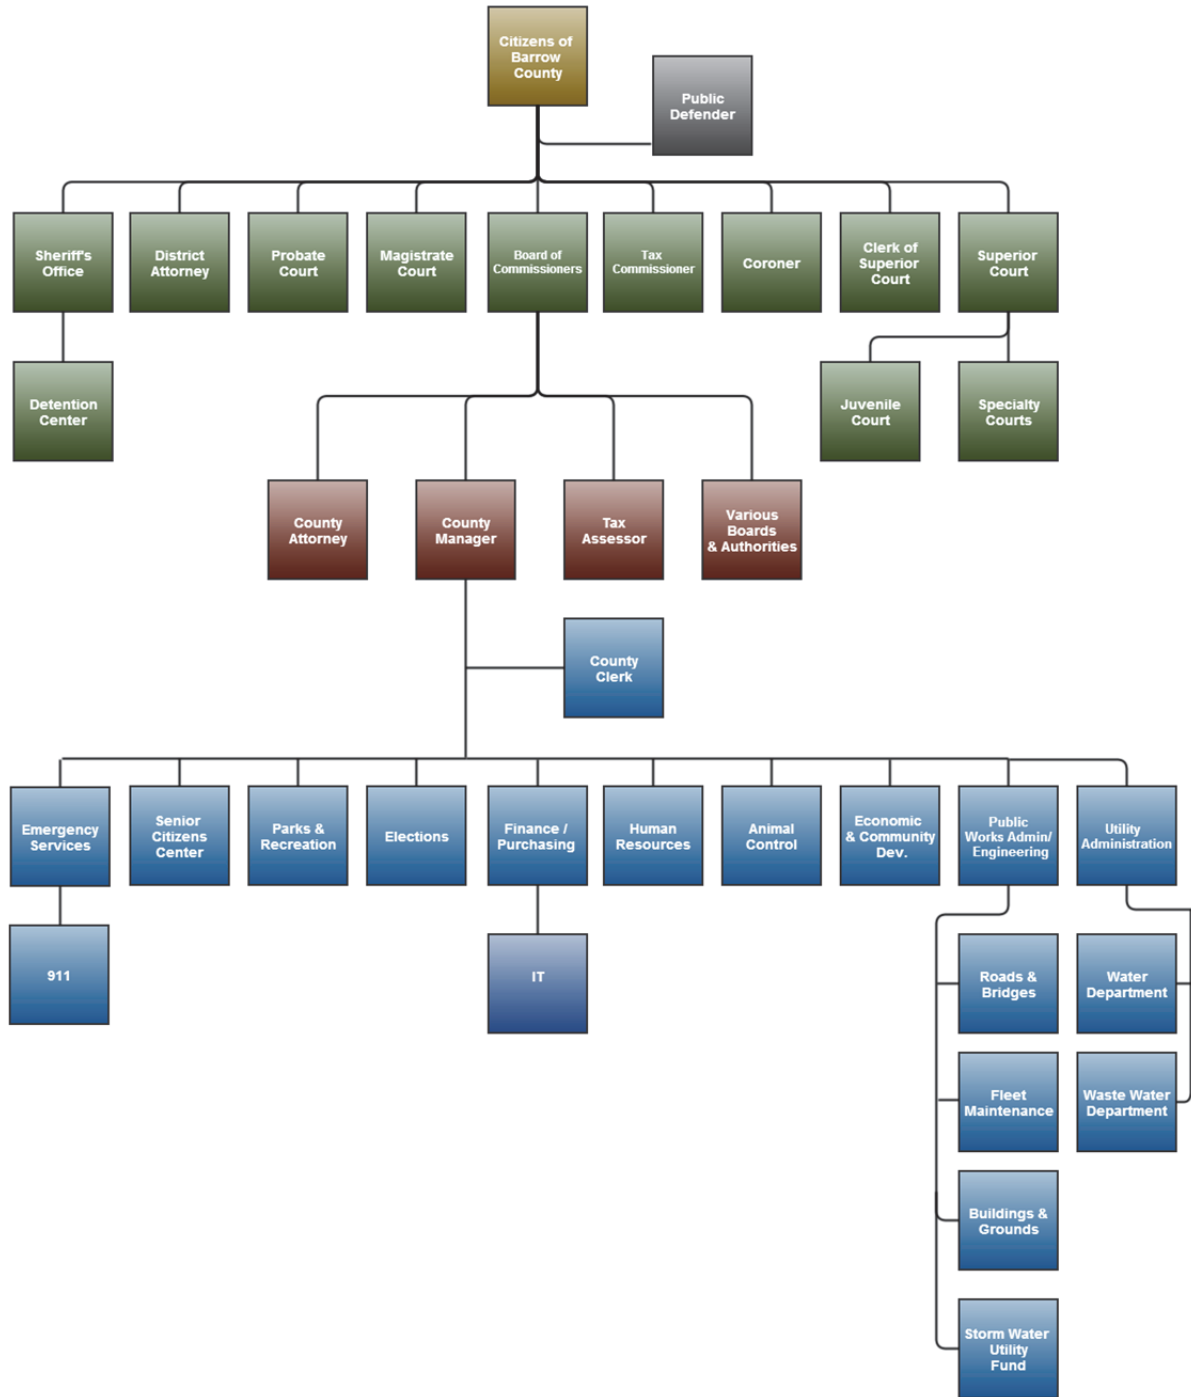 Citizens of
Barrow
County
Public
Defender
Sheriff's
Office
District
Attorney
Probate
Court
Magistrate
Court
Board of
Commissioners
Tax
Commissioner
Coroner
Clerk of
Superior
Court
Superior
Court
Detention
Center
Juvenile
Court
Specialty
Courts
County
Attorney
County
Manager
Tax
Assessor
Various
Boards
& Authorities
County
Clerk
Emergency
Services
Senior
Citizens
Center
Parks &
Recreation
Elections
Finance /
Purchasing
Human
Resources
Animal
Control
Economic
& Community
Dev.
Public
Works Admin/
Engineering
Utility
Administration
911
IT
Roads &
Bridges
Water
Department
Fleet
Maintenance
Waste Water
Department
Buildings &
Grounds
Storm Water
Utility
Fund